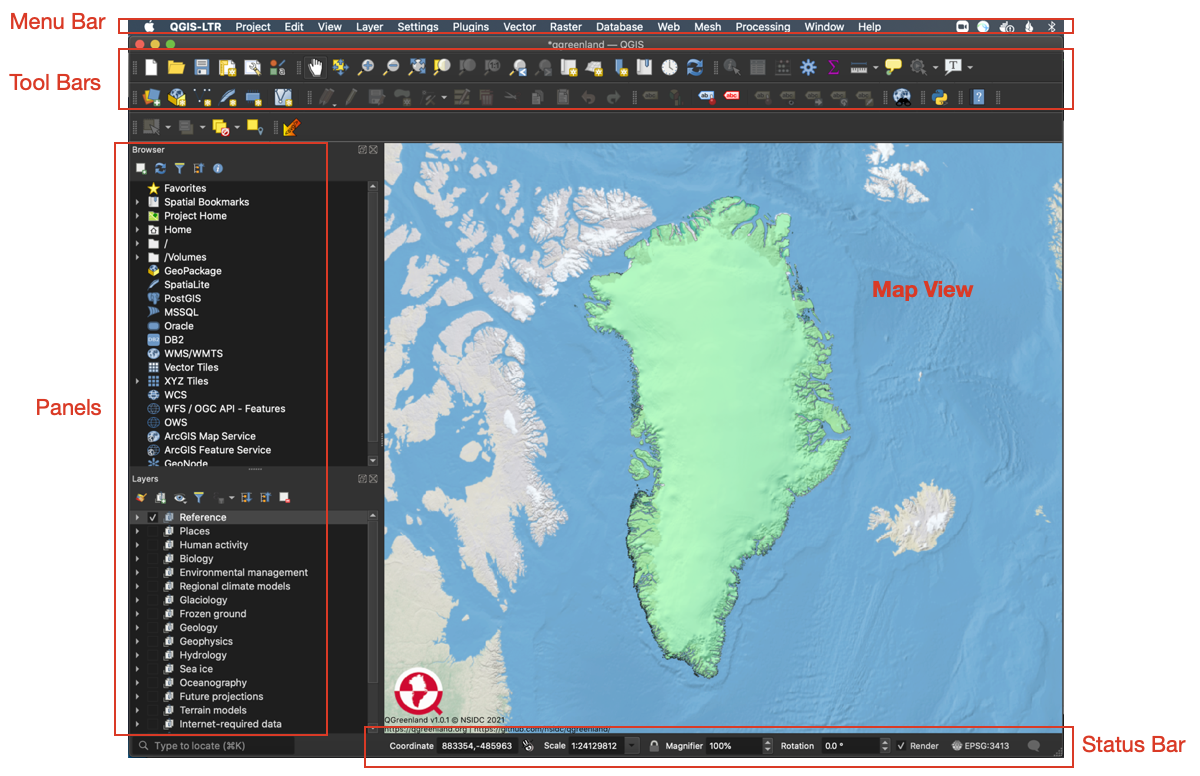 Menu Bar
QGIS-LTR Project Edit View Layer Settings Plugins Vector Raster Database Web Mesh Processing Window Help
*qgreenland — QGIS
Tool Bars
Browser
Favorites
Spatial Bookmarks
Project Home
Home
/
/Volumes
GeoPackage
SpatiaLite
PostGIS
MSSQL
Oracle
DB2
WMS/WMTS
Vector Tiles
XYZ Tiles
WCS
WFS / OGC API - Features
OWS
ArcGIS Map Service
ArcGIS Feature Service
GeoNode
Map View
Panels
Layers
Reference
Places
Human activity
Biology
Environmental management
Regional climate models
Glaciology
Frozen ground
Geology
Geophysics
Hydrology
Sea ice
Oceanography
Future projections
Terrain models
Internet-required data
QGreenland v1.0.1 © NSIDC 2021
https://qgreenland.org | https://github.com/nsidc/qgreenland/
Type to locate (⌘K)
Coordinate 883354,-485963 Scale 1:24129812 Magnifier 100% Rotation 0.0 ° Render EPSG:3413
Status Bar